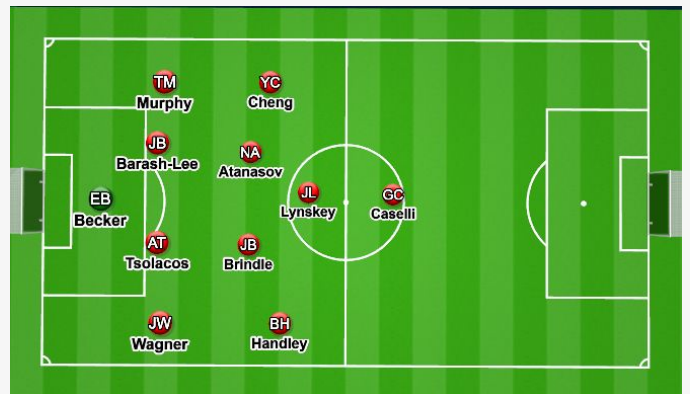 TM
Murphy
YC
Cheng
JB
Barash-Lee
NA
Atanasov
EB
Becker
JL
Lynskey
GC
Caselli
AT
Tsolacos
JB
Brindle
JW
Wagner
BH
Handley